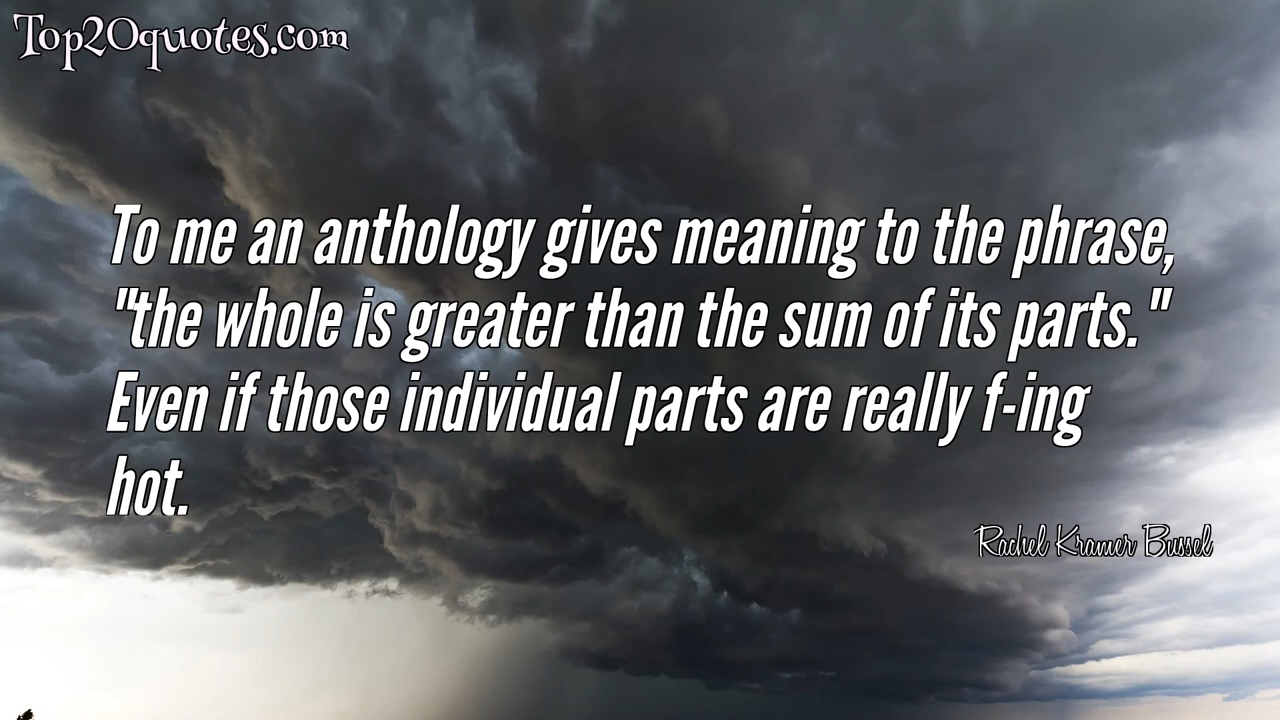 Top20quotes.com
To me an anthology gives meaning to the phrase,
"the whole is greater than the sum of its parts."
Even if those individual parts are really f-ing
hot.
Rachel Kramer Bussel